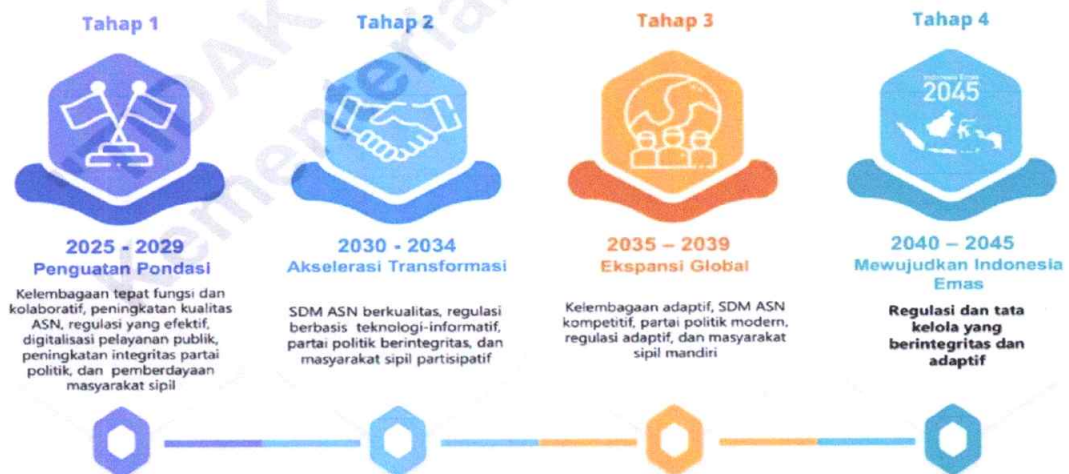 Tahap 1
Tahap 2
Tahap 3
Tahap 4
Indonesia Emas
2045
2025 - 2029
Penguatan Pondasi
Kelembagaan tepat fungsi dan
kolaboratif, peningkatan kualitas
ASN, regulasi yang efektif,
digitalisasi pelayanan publik,
peningkatan integritas partai
politik, dan pemberdayaan
masyarakat sipil
2030 - 2034
Akselerasi Transformasi
SDM ASN berkualitas, regulasi
berbasis teknologi-informatif,
partai politik berintegritas, dan
masyarakat sipil partisipatif
2035 – 2039
Ekspansi Global
Kelembagaan adaptif, SDM ASN
kompetitif, partai politik modern,
regulasi adaptif, dan masyarakat
sipil mandiri
2040 – 2045
Mewujudkan Indonesia
Emas
Regulasi dan tata
kelola yang
berintegritas dan
adaptif